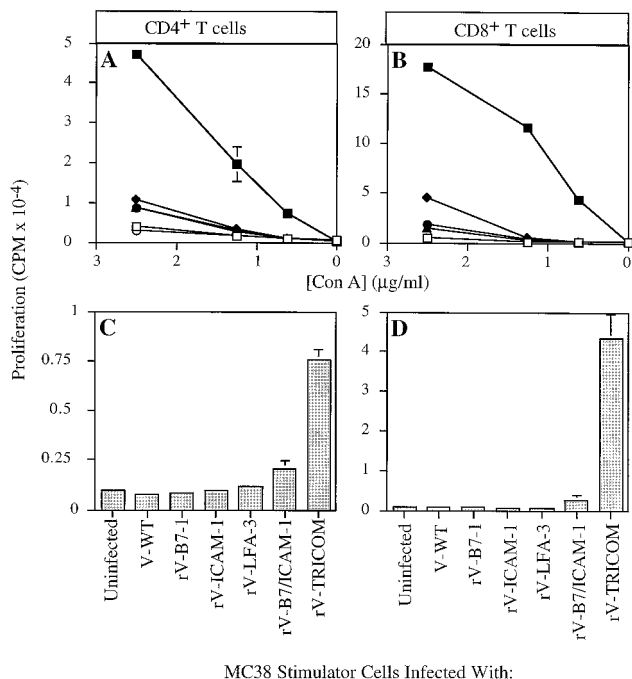 CD4+ T cells
CD8+ T cells
A
B
5
4
3
2
1
0
20
15
10
5
0
3
2
1
0
3
2
1
0
[Con A] (µg/ml)
Proliferation (CPM x 10-4)
C
D
1
0.75
0.5
0.25
0
5
4
3
2
1
0
Uninfected
V-WT
rV-B7-1
rV-ICAM-1
rV-LFA-3
rV-B7/ICAM-1
rV-TRICOM
Uninfected
V-WT
rV-B7-1
rV-ICAM-1
rV-LFA-3
rV-B7/ICAM-1
rV-TRICOM
MC38 Stimulator Cells Infected With: